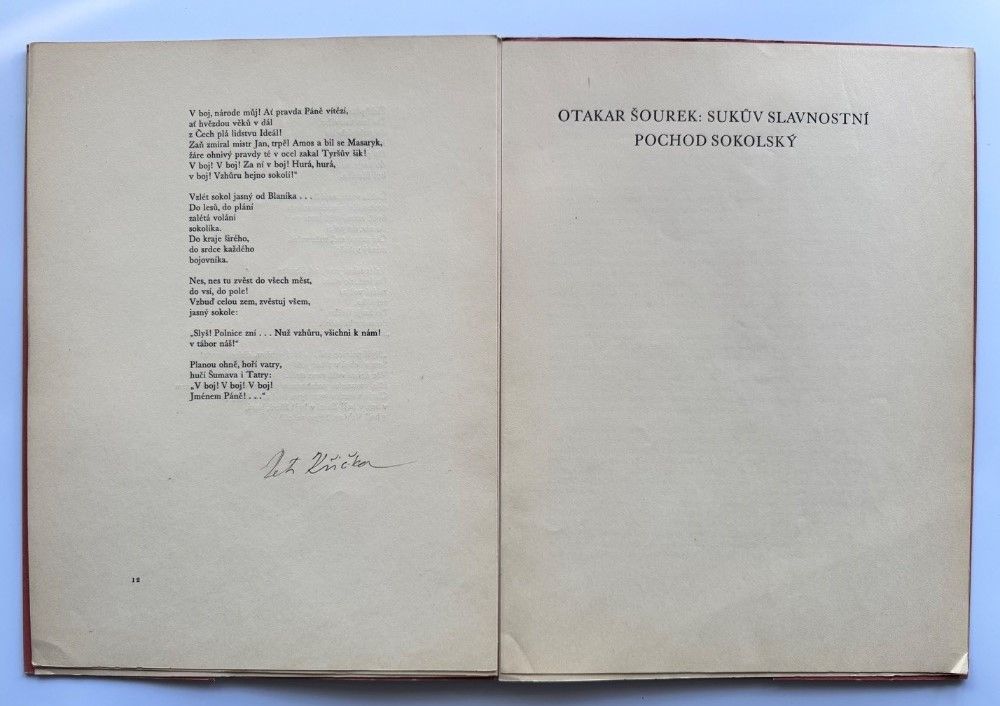 V boj, národe můj! Ať pravda Páně vítězí,
ať hvězdou věků v dál
z Čech plá lidstvu Ideál!
Zaň zmíral mistr Jan, trpěl Amos a bil se Masaryk,
žáre ohnivý pravdy té v ocel zakal Tyršův šik!
V boj! V boj! Za ní v boj! Hurá, hurá,
v boj! Vzhůru hejno sokolí!"
Vzlét sokol jasný od Blaníka . . .
Do lesů, do plání
zalétá volání
sokolíka.
Do kraje širého,
do srdce každého
bojovníka.
Nes, nes tu zvěst do všech měst,
do vsí, do pole!
Vzbuď celou zem, zvěstuj všem,
jasný sokole:
„Slyš! Polnice zní . . . Nuž vzhůru, všichni k nám!
v tábor náš!"
Planou ohně, hoří vatry,
hučí Šumava i Tatry:
„V boj! V boj! V boj!
Jménem Páně! . . ."
Petr Křička
12
OTAKAR ŠOUREK: SUKŮV SLAVNOSTNÍ
POCHOD SOKOLSKÝ